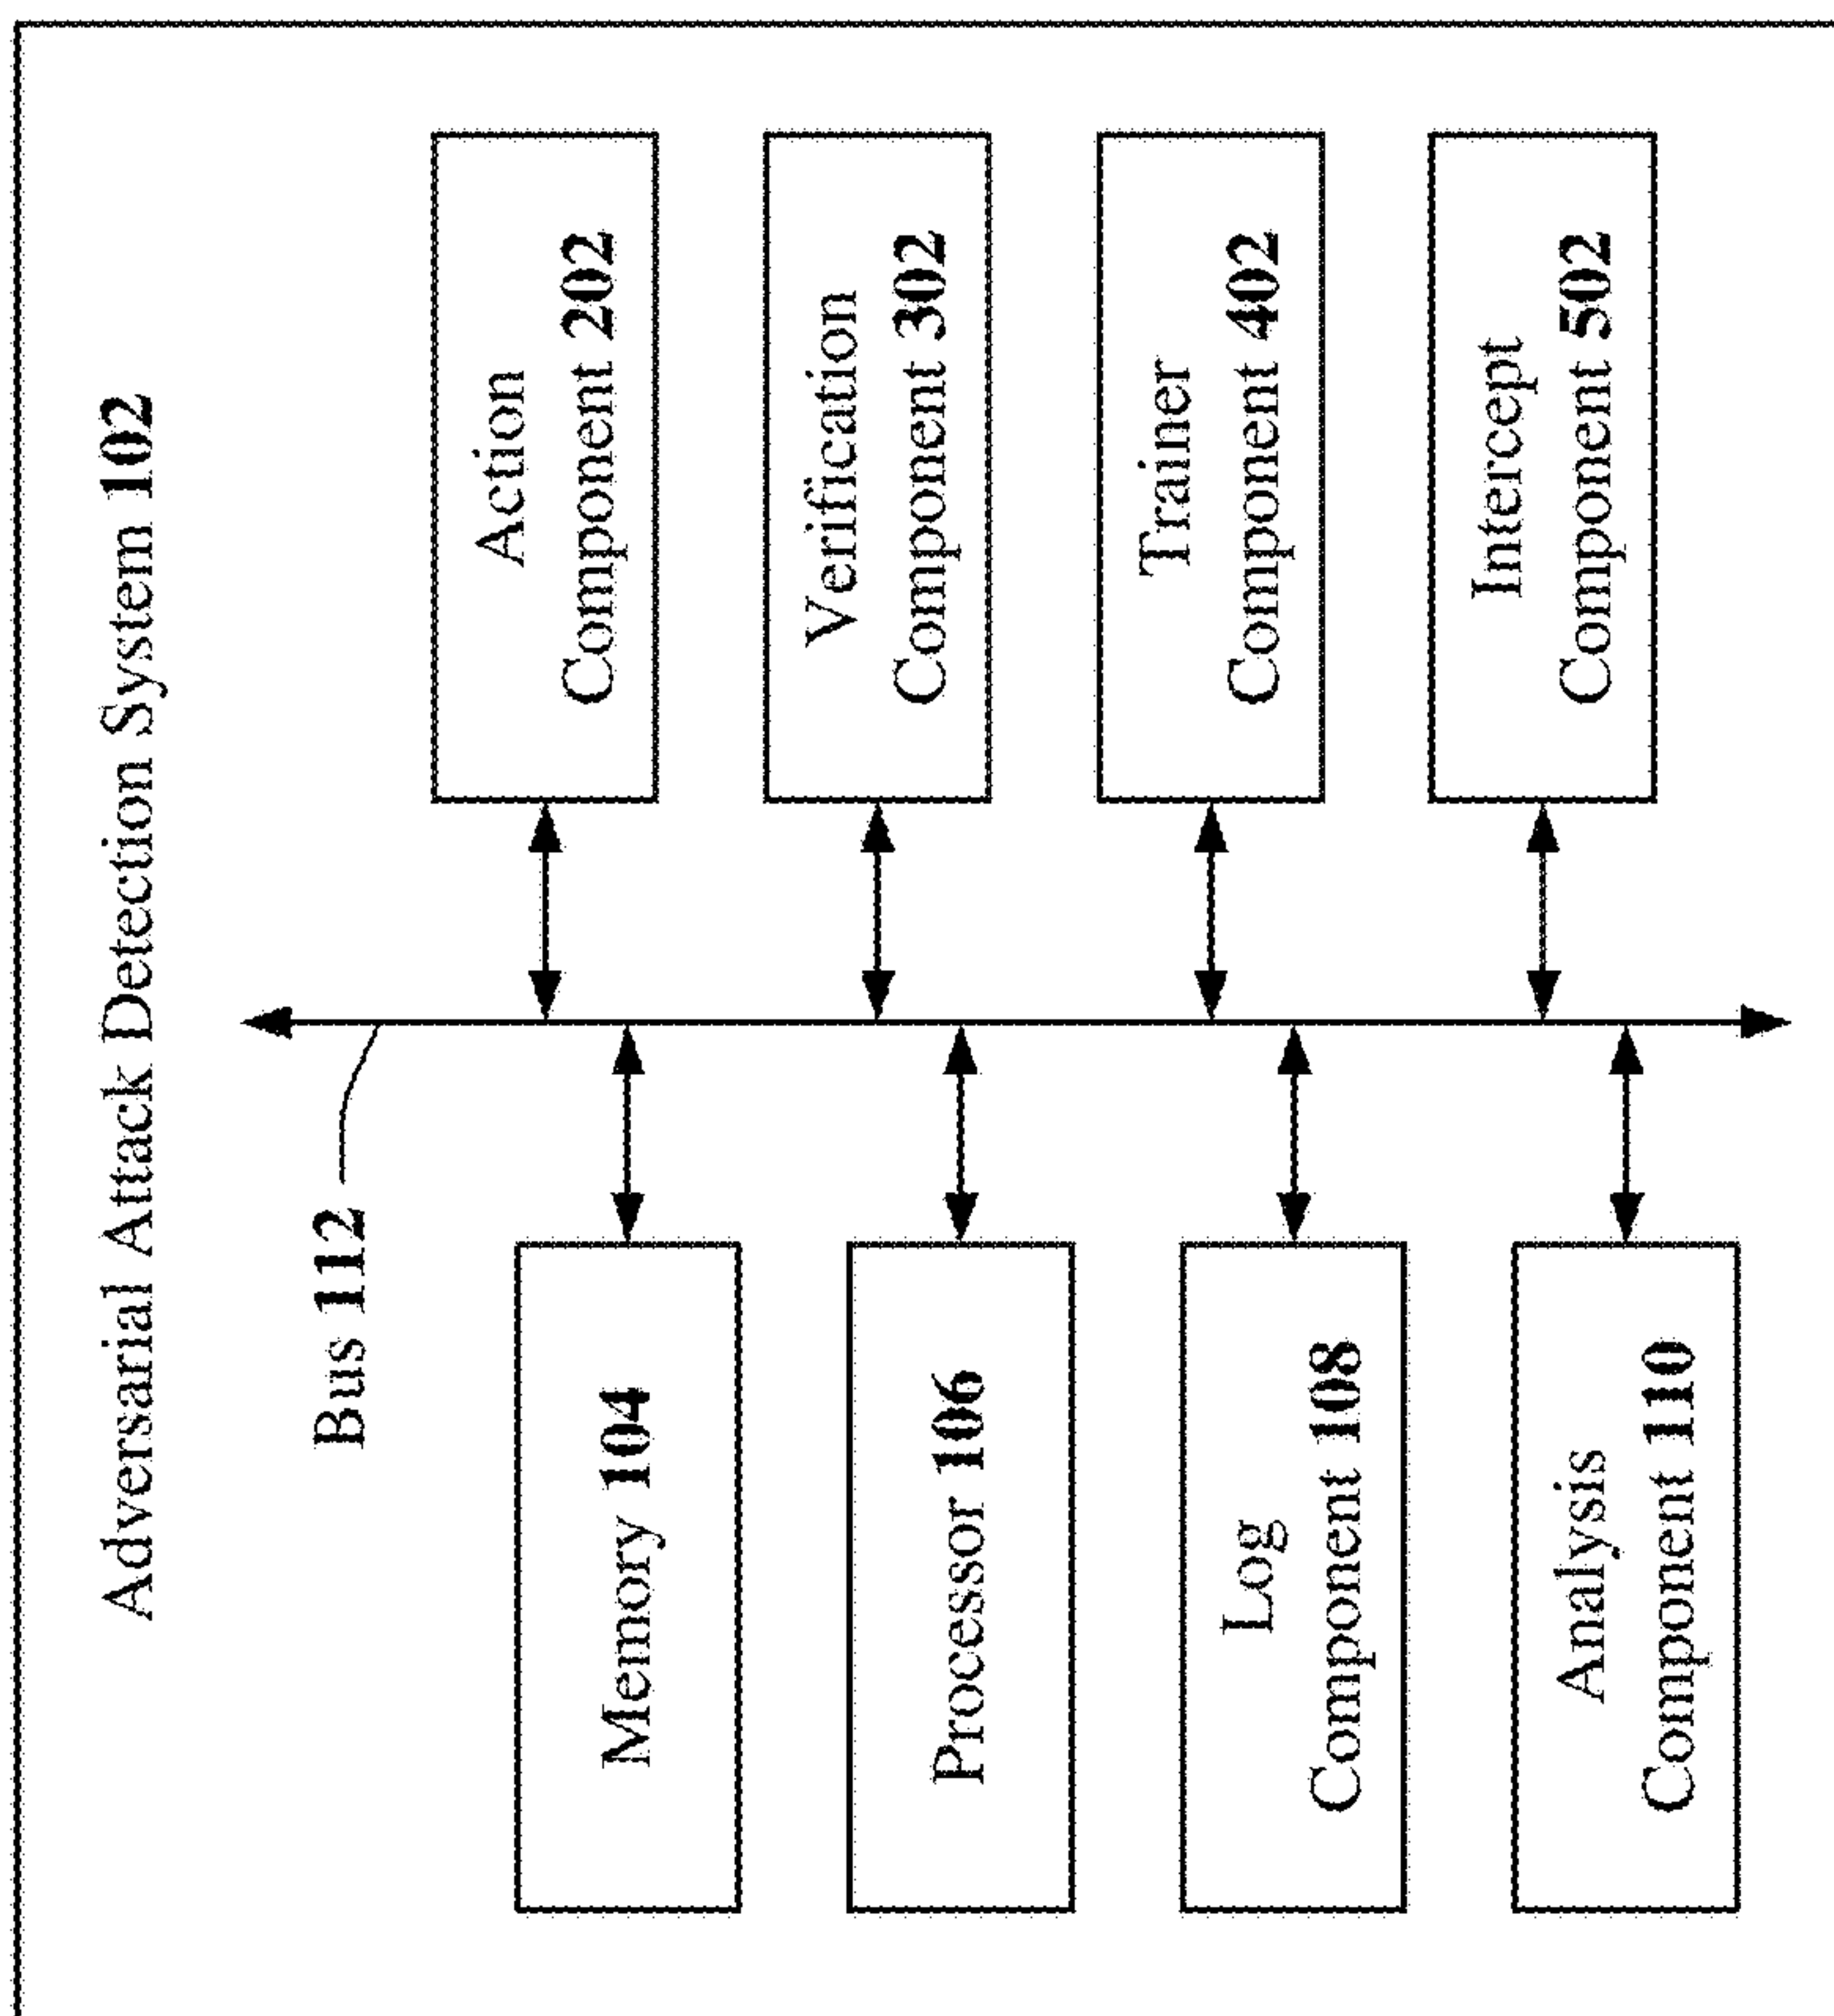 Adversarial Attack Detection System 102
Bus 112
Memory 104
Processor 106
Log
Component 108
Analysis
Component 110
Action
Component 202
Verification
Component 302
Trainer
Component 402
Intercept
Component 502